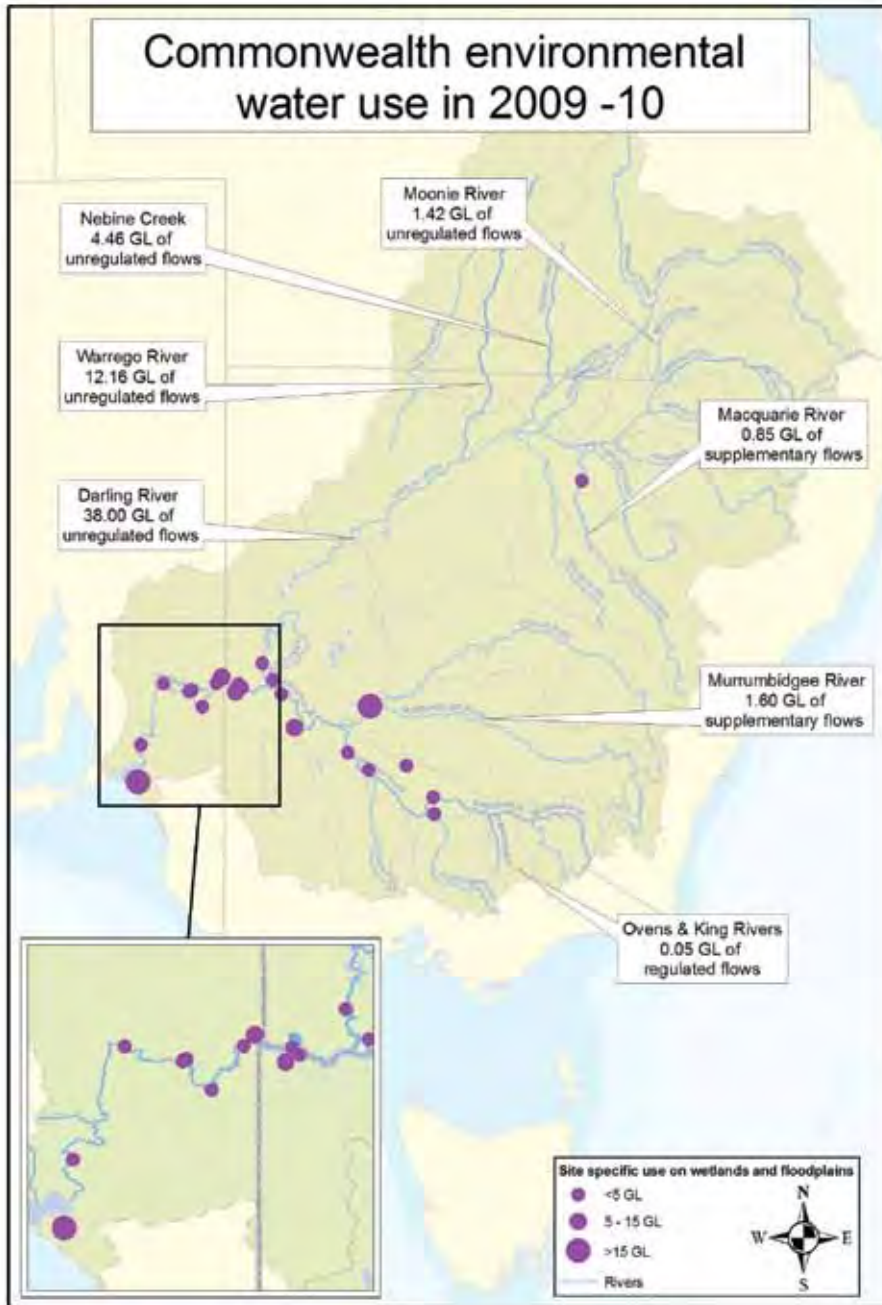 Commonwealth environmental
water use in 2009 -10
Moonie River
1.42 GL of
unregulated flows
Nebine Creek
4.46 GL of
unregulated flows
Warrego River
12.16 GL of
unregulated flows
Macquarie River
0.85 GL of
supplementary flows
Darling River
38.00 GL of
unregulated flows
Murrumbidgee River
1.60 GL of
supplementary flows
Ovens & King Rivers
0.05 GL of
regulated flows
Site specific use on wetlands and floodplains
<5 GL
5 - 15 GL
>15 GL
Rivers
N
W
E
S